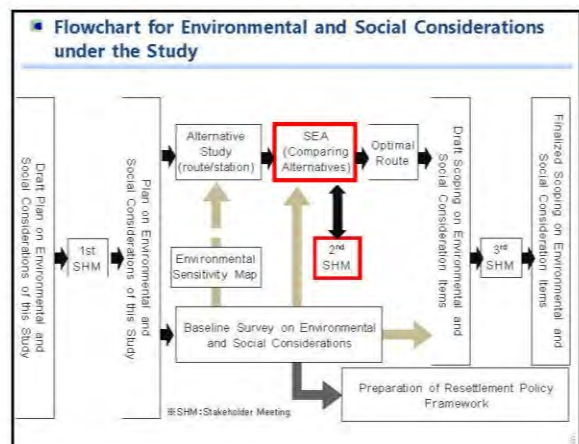 Flowchart for Environmental and Social Considerations
under the Study
Draft Plan on Environmental and
Social Considerations of this Study
1st
SHM
Plan on Environmental and
Social Considerations of this Study
Alternative
Study
(route/station)
SEA
(Comparing
Alternatives)
Optimal
Route
Environmental
Sensitivity Map
2nd
SHM
Baseline Survey on Environmental
and Social Considerations
Draft Scoping on Environmental and
Social Consideration Items
3rd
SHM
Finalized Scoping on Environmental and
Social Consideration Items
Preparation of Resettlement Policy
Framework
※SHM:Stakeholder Meeting